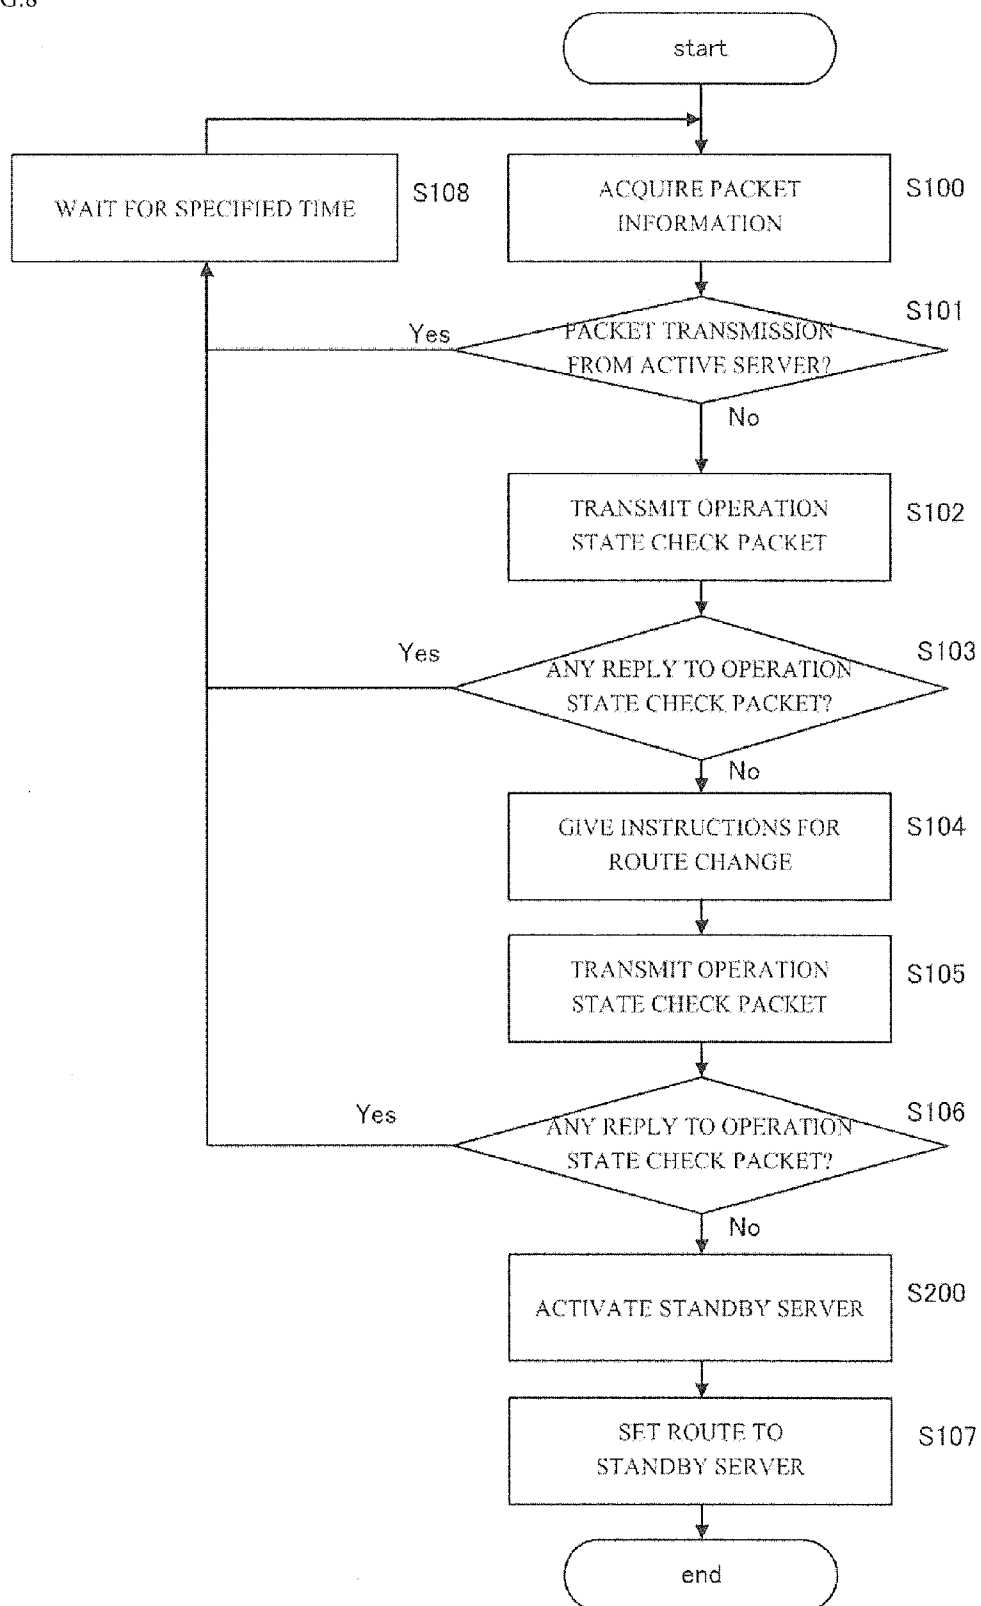 G.8
start
WAIT FOR SPECIFIED TIME
S108
ACQUIRE PACKET
INFORMATION
S100
PACKET TRANSMISSION
FROM ACTIVE SERVER?
S101
Yes
No
TRANSMIT OPERATION
STATE CHECK PACKET
S102
ANY REPLY TO OPERATION
STATE CHECK PACKET?
S103
Yes
No
GIVE INSTRUCTIONS FOR
ROUTE CHANGE
S104
TRANSMIT OPERATION
STATE CHECK PACKET
S105
ANY REPLY TO OPERATION
STATE CHECK PACKET?
S106
Yes
No
ACTIVATE STANDBY SERVER
S200
SET ROUTE TO
STANDBY SERVER
S107
end